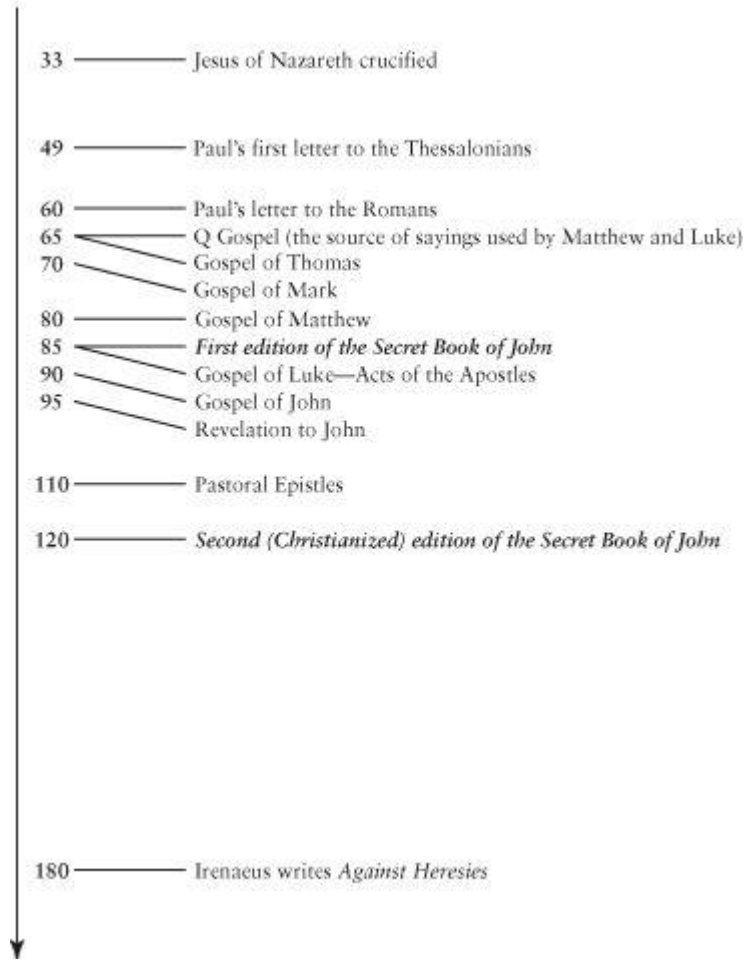 33 Jesus of Nazareth crucified
49 Paul's first letter to the Thessalonians
60 Paul's letter to the Romans
65 Q Gospel (the source of sayings used by Matthew and Luke)
Gospel of Thomas
70 Gospel of Mark
80 Gospel of Matthew
85 First edition of the Secret Book of John
Gospel of Luke—Acts of the Apostles
90 Gospel of John
95 Revelation to John
110 Pastoral Epistles
120 Second (Christianized) edition of the Secret Book of John
180 Irenaeus writes Against Heresies